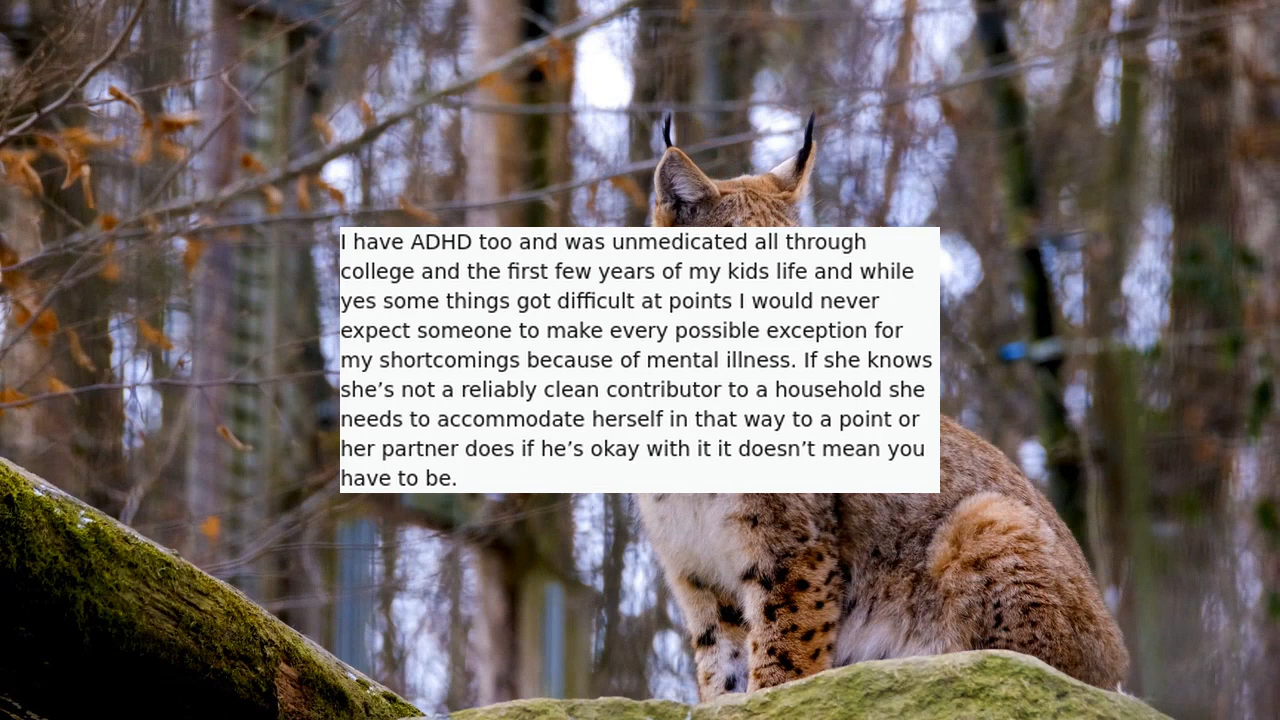 I have ADHD too and was unmedicated all through
college and the first few years of my kids life and while
yes some things got difficult at points I would never
expect someone to make every possible exception for
my shortcomings because of mental illness. If she knows
she’s not a reliably clean contributor to a household she
needs to accommodate herself in that way to a point or
her partner does if he’s okay with it it doesn’t mean you
have to be.